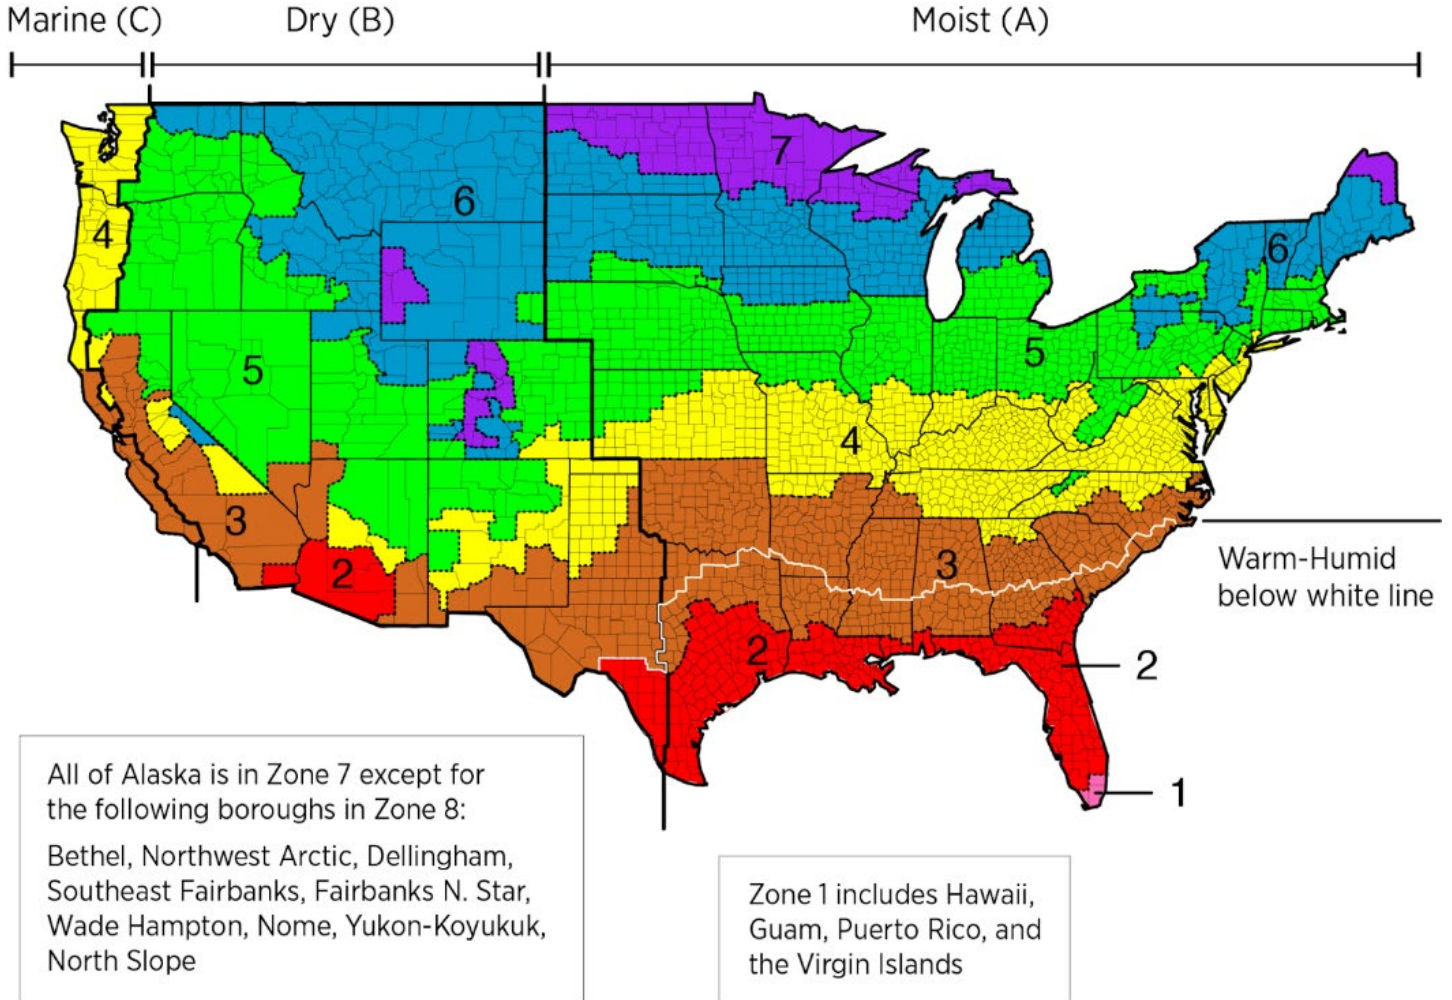 Marine (C)
Dry (B)
Moist (A)
7
6
4
6
5
5
4
3
2
3
Warm-Humid
below white line
2
2
1
All of Alaska is in Zone 7 except for
the following boroughs in Zone 8:
Bethel, Northwest Arctic, Dellingham,
Southeast Fairbanks, Fairbanks N. Star,
Wade Hampton, Nome, Yukon-Koyukuk,
North Slope
Zone 1 includes Hawaii,
Guam, Puerto Rico, and
the Virgin Islands